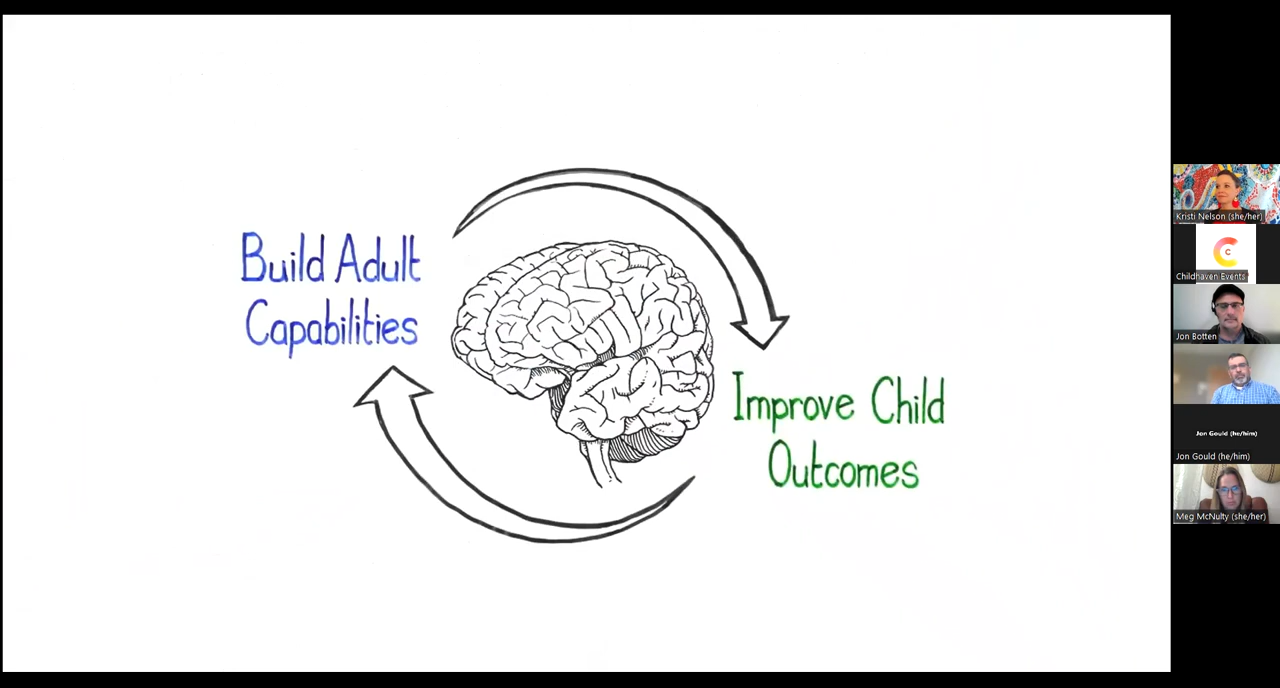 Build Adult
Capabilities
Improve Child
Outcomes
Kristi Nelson (she/her)
C
Childhaven Events
Jon Botten
Jon Gould (he/him)
Jon Gould (he/him)
Meg McNulty (she/her)